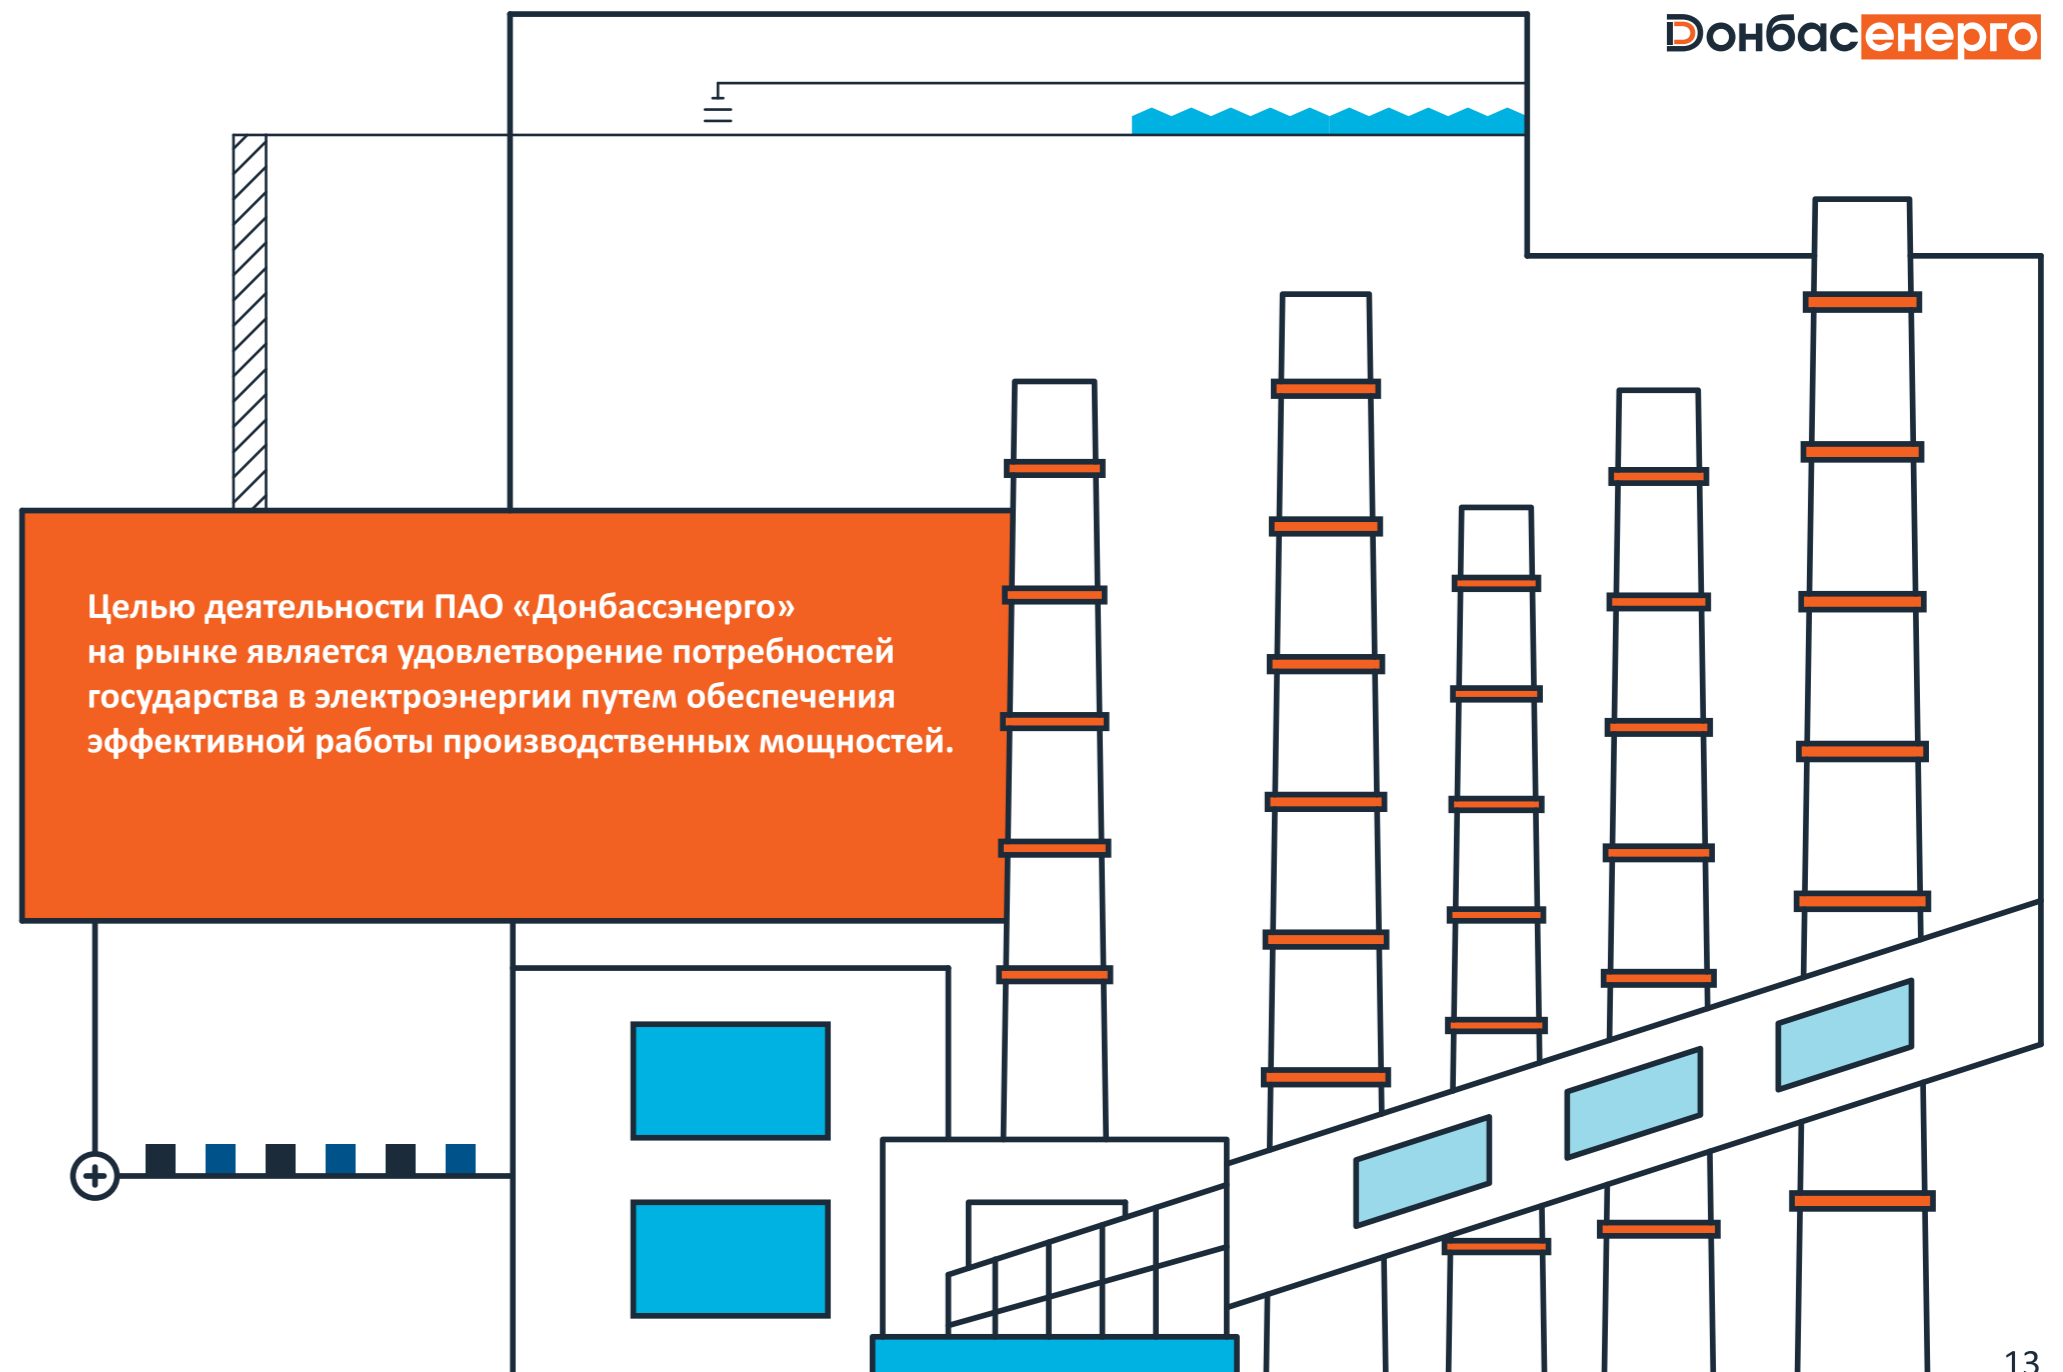 Донбасенерго
Целью деятельности ПАО «Донбассэнерго»
на рынке является удовлетворение потребностей
государства в электроэнергии путем обеспечения
эффективной работы производственных мощностей.
13